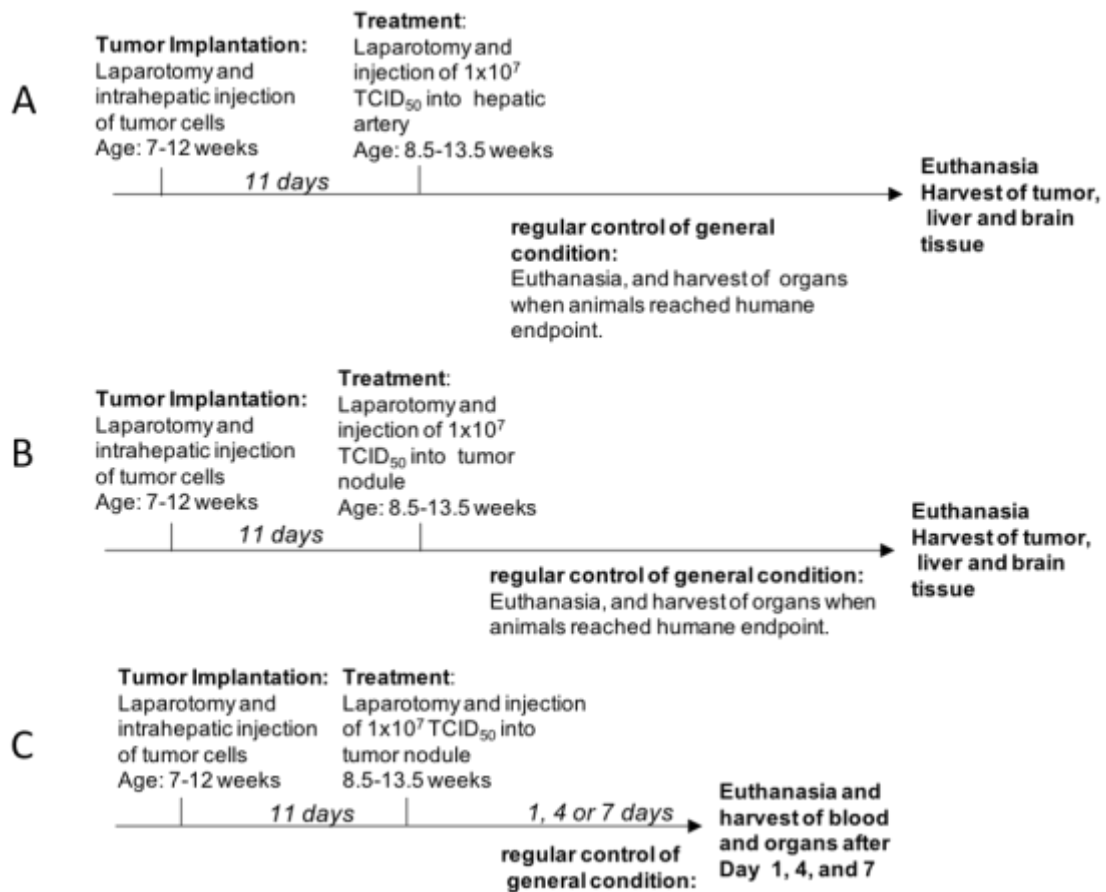 A
Tumor Implantation:
Laparotomy and
intrahepatic injection
of tumor cells
Age: 7-12 weeks
Treatment:
Laparotomy and
injection of 1x10⁷
TCID₅₀ into hepatic
artery
Age: 8.5-13.5 weeks
11 days
regular control of general
condition:
Euthanasia, and harvest of organs
when animals reached humane
endpoint.
Euthanasia
Harvest of tumor,
liver and brain
tissue
B
Tumor Implantation:
Laparotomy and
intrahepatic injection
of tumor cells
Age: 7-12 weeks
Treatment:
Laparotomy and
injection of 1x10⁷
TCID₅₀ into tumor
nodule
Age: 8.5-13.5 weeks
11 days
regular control of general condition:
Euthanasia, and harvest of organs when
animals reached humane endpoint.
Euthanasia
Harvest of tumor,
liver and brain
tissue
C
Tumor Implantation:
Laparotomy and
intrahepatic injection
of tumor cells
Age: 7-12 weeks
Treatment:
Laparotomy and injection
of 1x10⁷ TCID₅₀ into
tumor nodule
8.5-13.5 weeks
11 days
1, 4 or 7 days
regular control of
general condition:
Euthanasia and
harvest of blood
and organs after
Day 1, 4, and 7